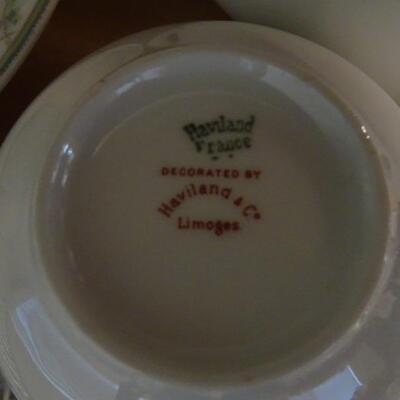 Haviland
France
DECORATED BY
Haviland & Co
Limoges